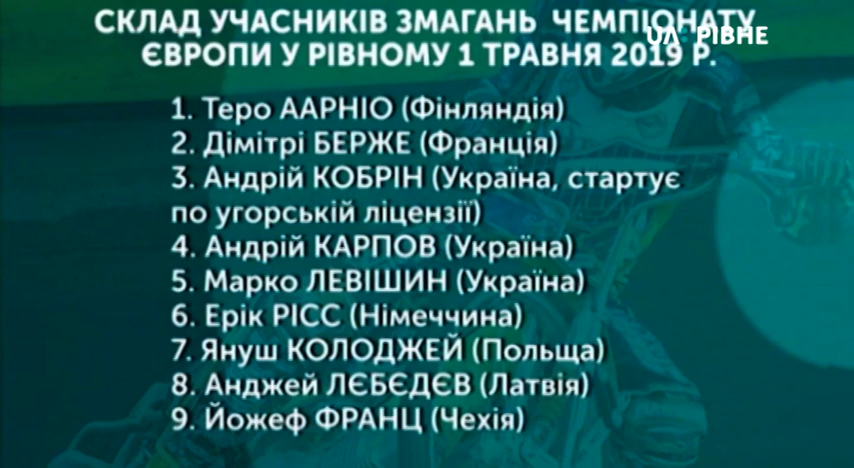 СКЛАД УЧАСНИКІВ ЗМАГАНЬ ЧЕМПІОНАТУ
UA: РІВНЕ
ЄВРОПИ У РІВНОМУ 1 ТРАВНЯ 2019 Р.
1. Теро ААРНІО (Фінляндія)
2. Дімітрі БЕРЖЕ (Франція)
3. Андрій КОБРІН (Україна, стартує
по угорській ліцензії)
4. Андрій КАРПОВ (Україна)
5. Марко ЛЕВІШИН (Україна)
6. Ерік РІСС (Німеччина)
7. Януш КОЛОДЖЕЙ (Польща)
8. Анджей ЛЄБЄДЄВ (Латвія)
9. Йожеф ФРАНЦ (Чехія)